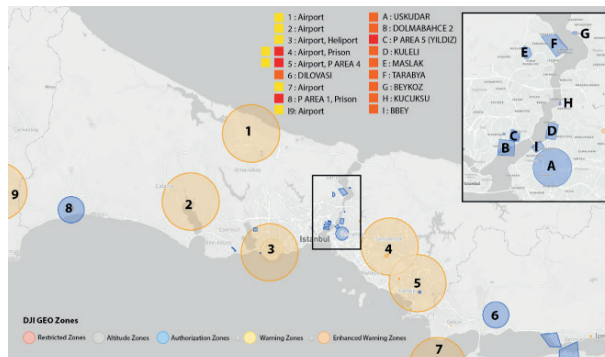 1 : Airport
2 : Airport
3 : Airport, Heliport
4 : Airport, Prison
5 : Airport, P AREA 4
6 : DILOVASI
7 : Airport
8 : P AREA 1, Prison
I9: Airport
A : USKUDAR
B : DOLMABAHCE 2
C : P AREA 5 (YILDIZ)
D : KULELI
E : MASLAK
F : TARABYA
G : BEYKOZ
H : KUCUKSU
I : BBEY
G
F
E
H
C
D
B
I
A
1
9
8
2
Istanbul
3
4
5
6
7
DJI GEO Zones
Restricted Zones
Altitude Zones
Authorization Zones
Warning Zones
Enhanced Warning Zones